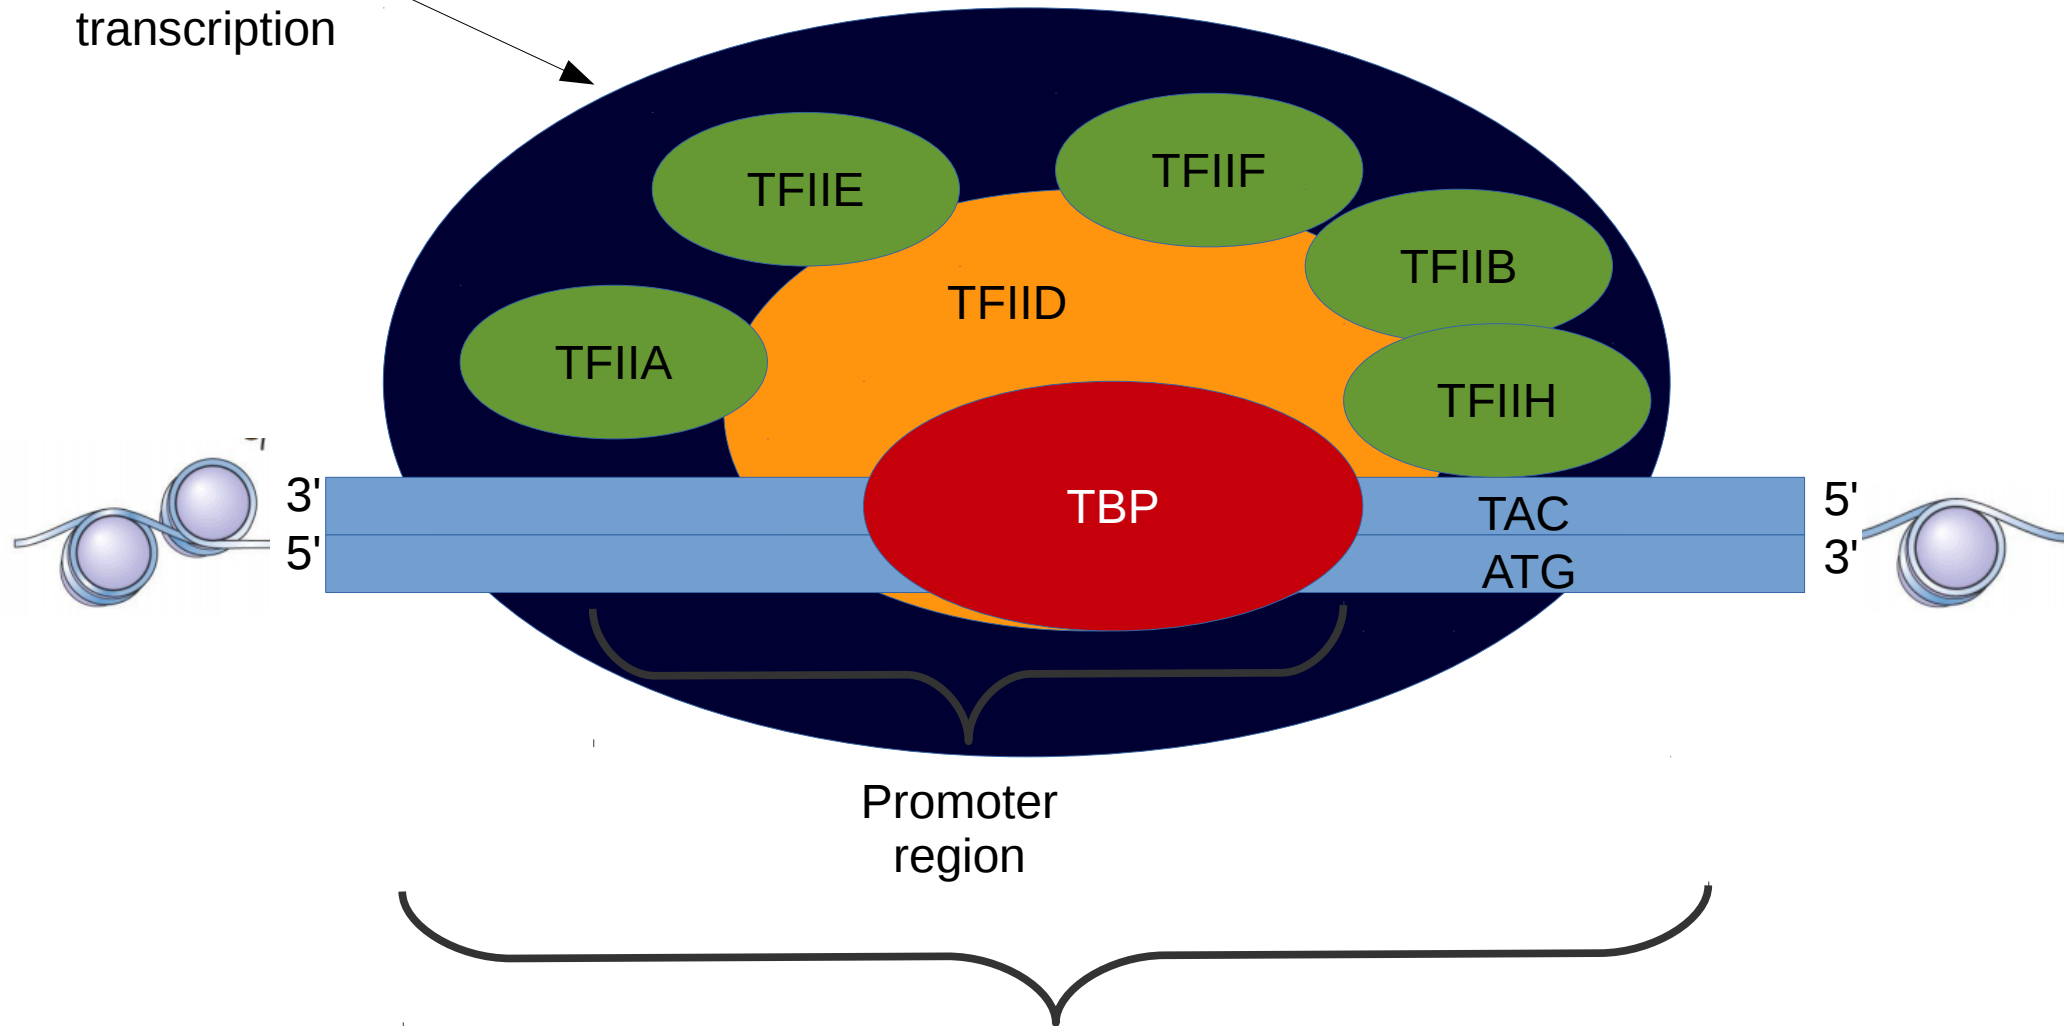 transcription
TFIIE
TFIIF
TFIIB
TFIID
TFIIA
TFIIH
3'
TBP
TAC
5'
5'
ATG
3'
Promoter
region